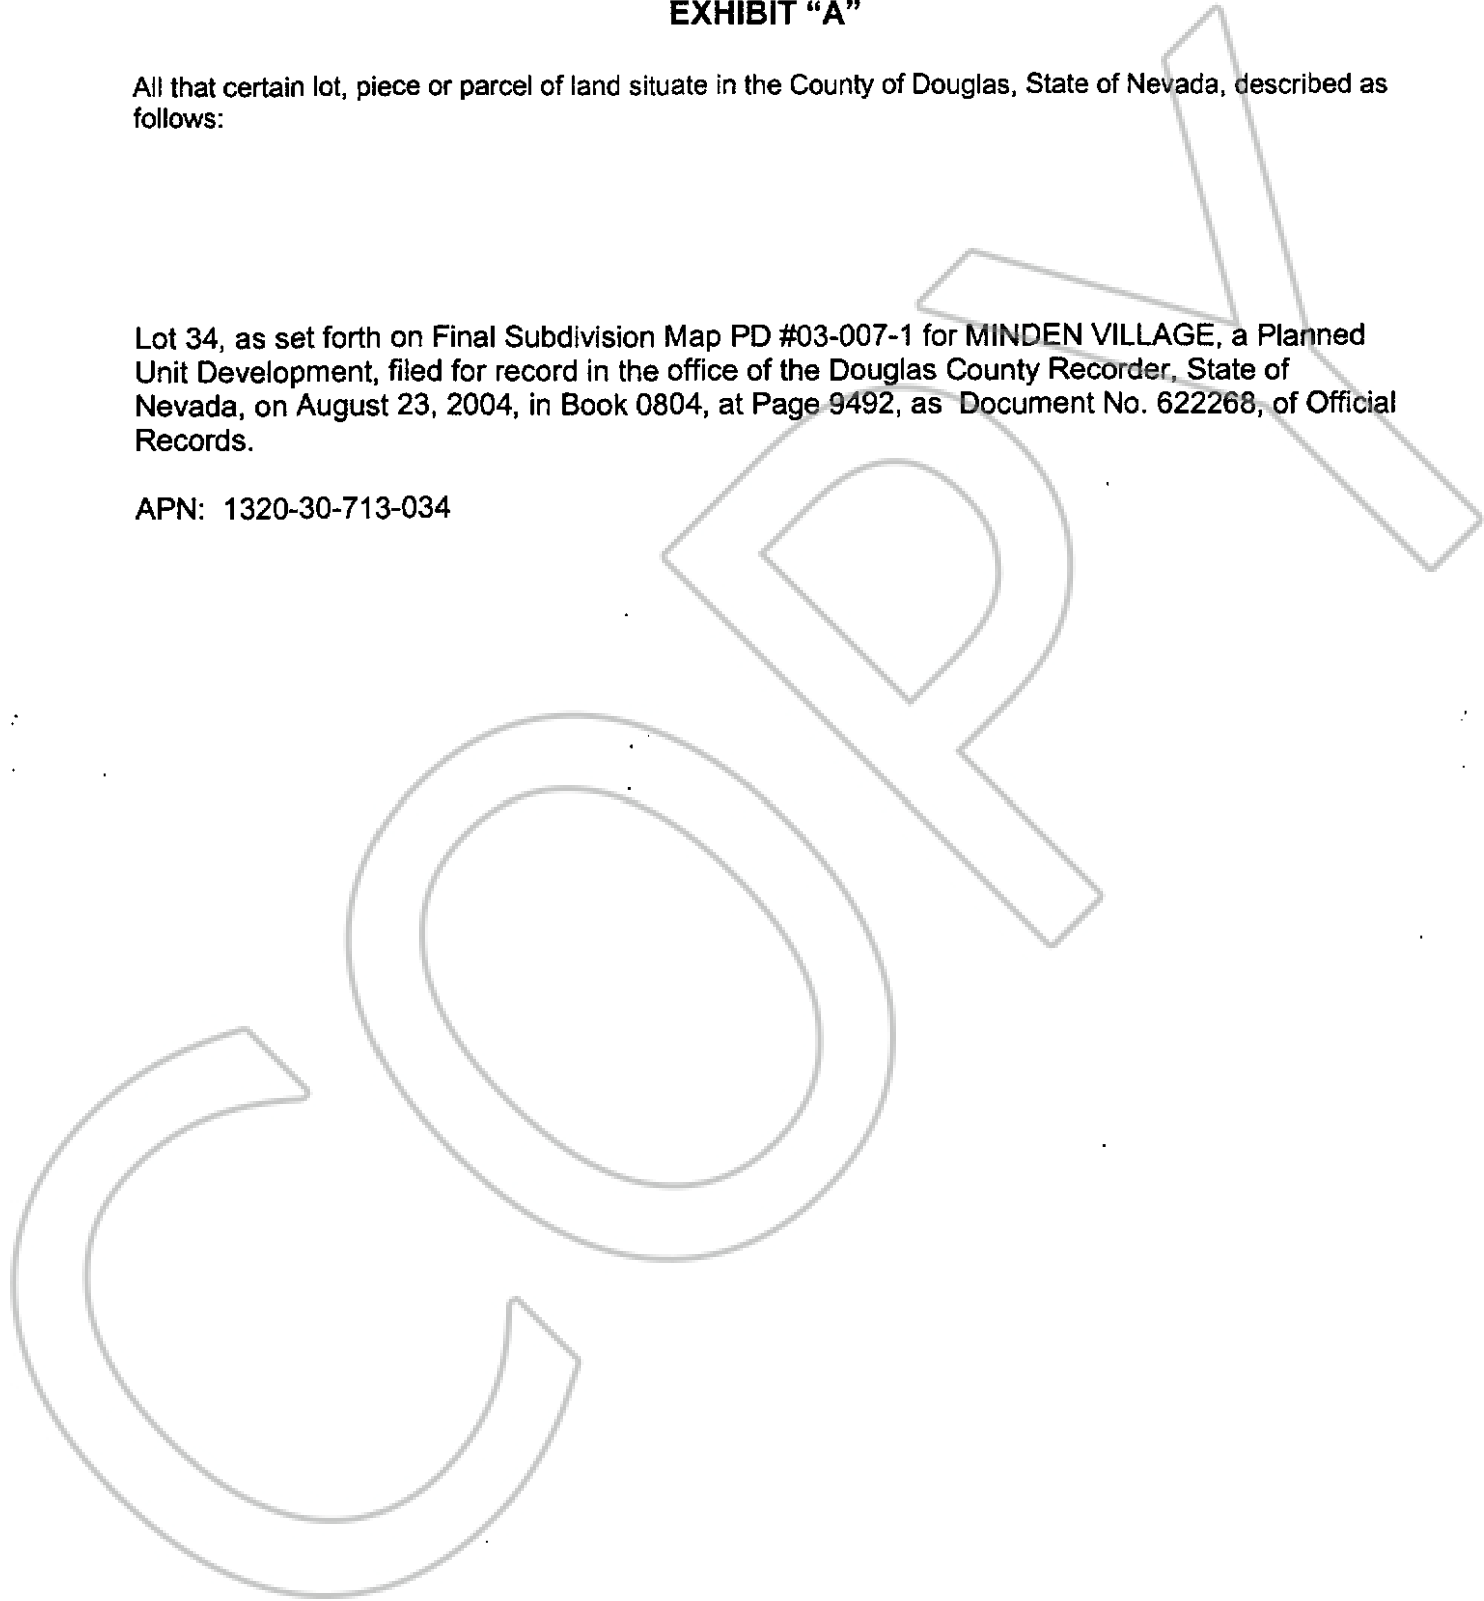 EXHIBIT “A”
All that certain lot, piece or parcel of land situate in the County of Douglas, State of Nevada, described as
follows:
Lot 34, as set forth on Final Subdivision Map PD #03-007-1 for MINDEN VILLAGE, a Planned
Unit Development, filed for record in the office of the Douglas County Recorder, State of
Nevada, on August 23, 2004, in Book 0804, at Page 9492, as Document No. 622268, of Official
Records.
APN: 1320-30-713-034
COPY